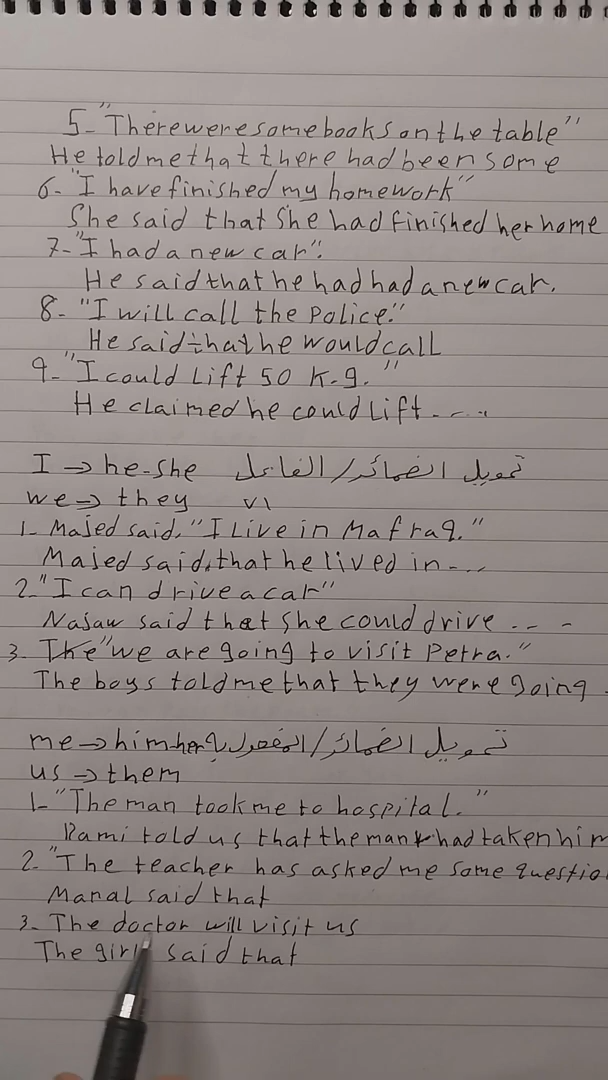 5- "There were some books on the table"
He told me that there had been some
6- "I have finished my homework"
She said that she had finished her home
7- "I had a new car".
He said that he had had a new car.
8- "I will call the police."
He said that he would call
9- "I could Lift 50 K.g."
He claimed he could Lift - - - ..
I → he - she تحويل الضمائر/ الفاعل
we → they
1- Majed said, "I Live in Mafraq."
Majed said, that he lived in - ...
2- "I can drive a car"
said that she could drive .. - -
3. "we are going to visit Petra."
The boys told me that they were going.
me → him her تحويل الضمائر/ المفعول به
us → them
1- "The man took me to hospital."
Rami told us that the man had taken him
2. "The teacher has asked me some questio
Manal said that
3- The doctor will visit us
The said that